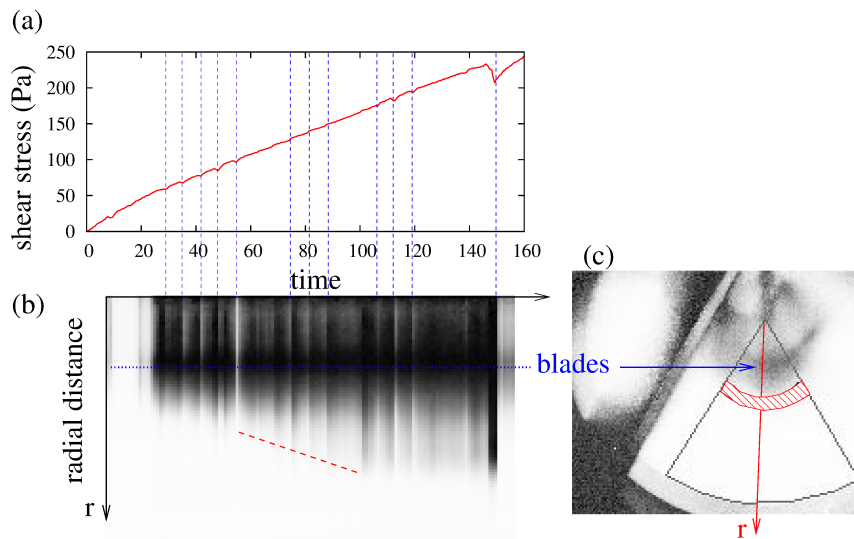 (a)
shear stress (Pa)
250
200
150
100
50
0
0 20 40 60 80 100 120 140 160
time
(b)
(c)
radial distance
blades
r
r